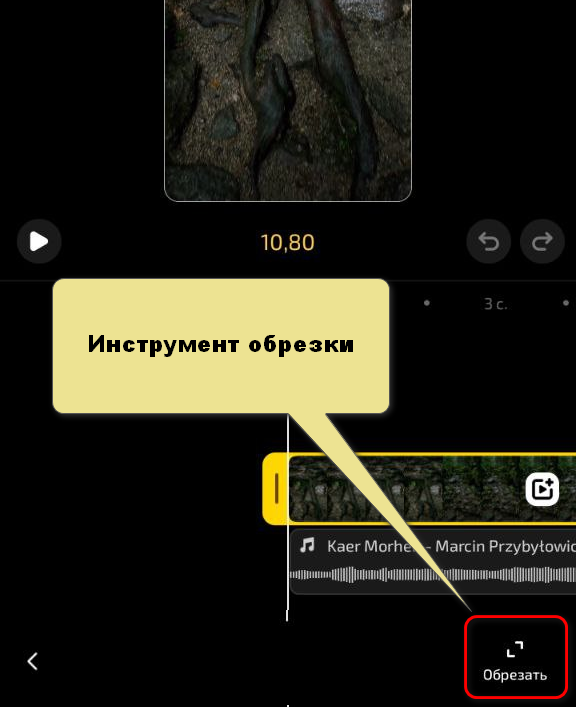 10,80
3 с.
Инструмент обрезки
Kaer Morhen - Marcin Przybyłowic
Обрезать